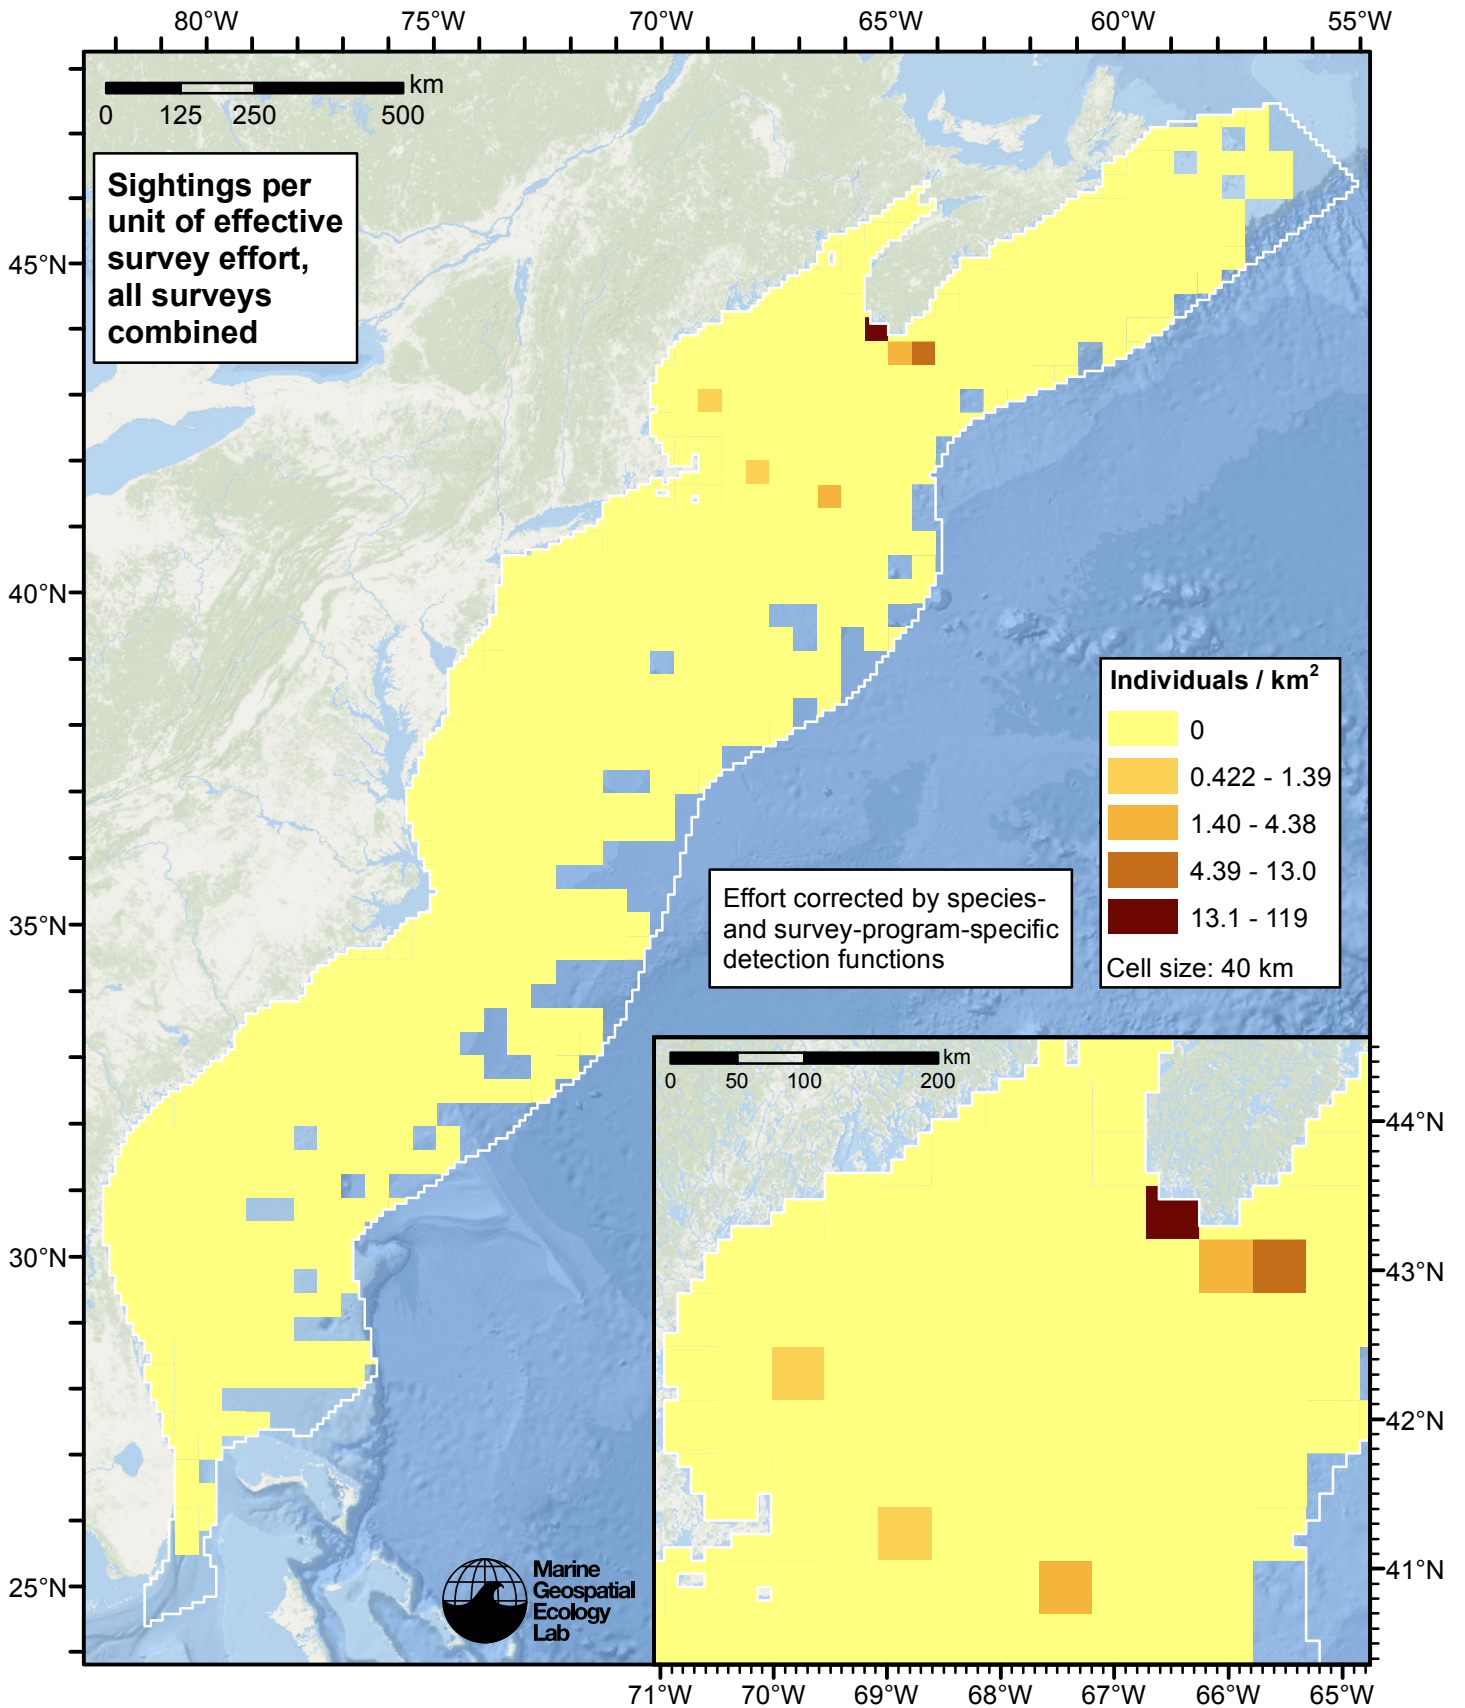 80°W 75°W 70°W 65°W 60°W 55°W
km
0 125 250 500
Sightings per
unit of effective
survey effort,
all surveys
combined
45°N
40°N
35°N
30°N
25°N
Individuals / km²
0
0.422 - 1.39
1.40 - 4.38
4.39 - 13.0
13.1 - 119
Cell size: 40 km
Effort corrected by species-
and survey-program-specific
detection functions
km
0 50 100 200
44°N
43°N
42°N
41°N
Marine
Geospatial
Ecology
Lab
71°W 70°W 69°W 68°W 67°W 66°W 65°W